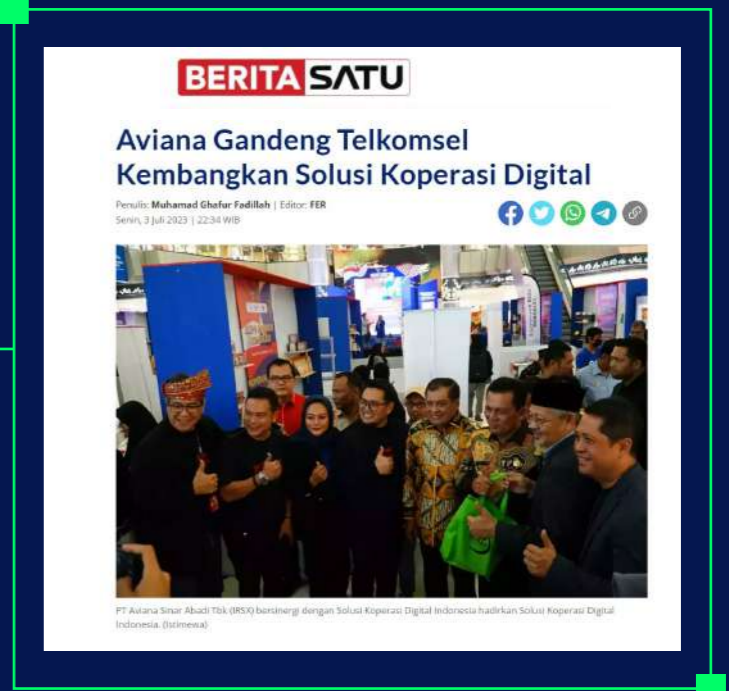 BERITA SATU
Aviana Gandeng Telkomsel
Kembangkan Solusi Koperasi Digital
Penulis: Muhamad Ghafur Fadillah | Editor: FER
Senin, 3 Juli 2023 | 22:34 WIB
PT Aviana Sinar Abadi Tbk (IRSX) bersinergi dengan Solusi Koperasi Digital Indonesia hadirkan Solusi Koperasi Digital
Indonesia. (Istimewa)